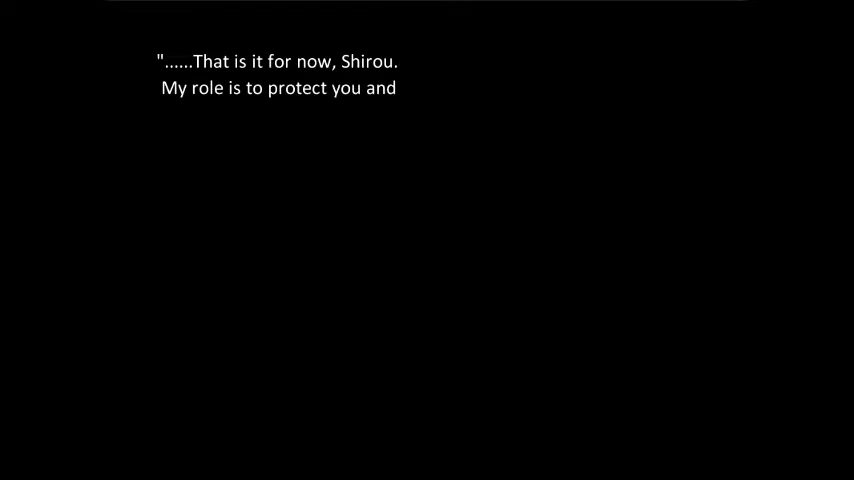 "......That is it for now, Shirou.
My role is to protect you and